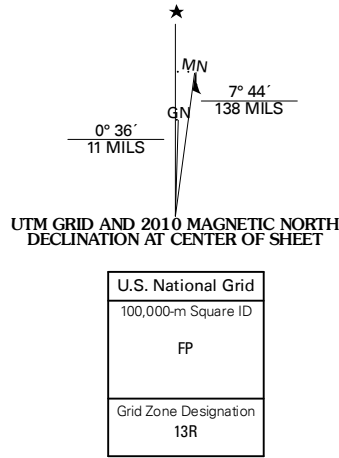 ★
MN
GN
7° 44´
138 MILS
0° 36´
11 MILS
UTM GRID AND 2010 MAGNETIC NORTH
DECLINATION AT CENTER OF SHEET
U.S. National Grid
100,000-m Square ID
FP
Grid Zone Designation
13R